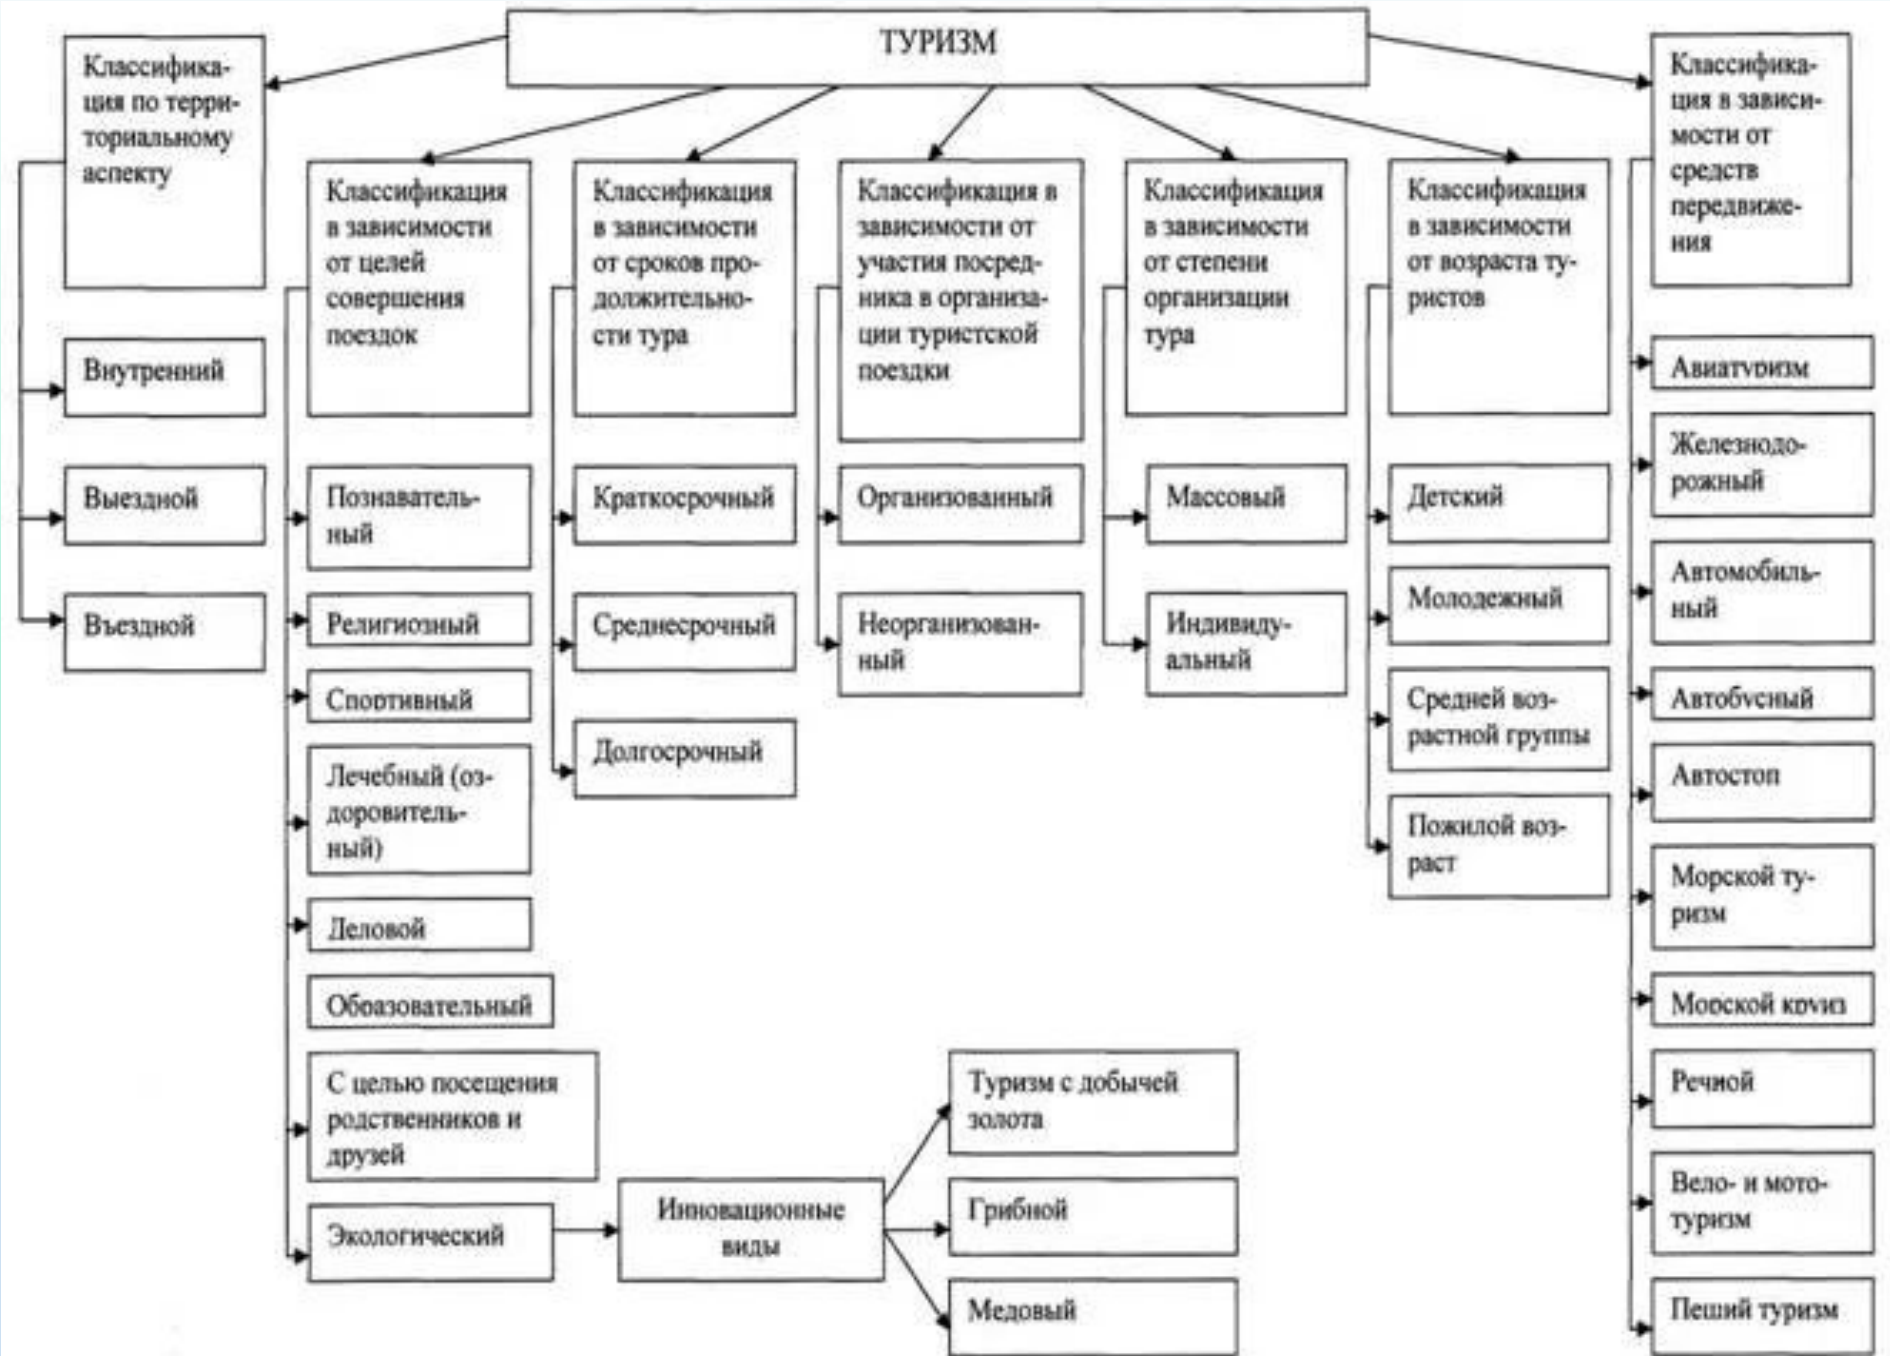 ТУРИЗМ
Классифика-
ция по терри-
ториальному
аспекту
Внутренний
Выездной
Въездной
Классификация
в зависимости
от целей
совершения
поездок
Познаватель-
ный
Религиозный
Спортивный
Лечебный (оз-
доровитель-
ный)
Деловой
Образовательный
С целью посещения
родственников и
друзей
Экологический
Инновационные
виды
Туризм с добычей
золота
Грибной
Медовый
Классификация
в зависимости
от сроков про-
должительно-
сти тура
Краткосрочный
Среднесрочный
Долгосрочный
Классификация в
зависимости от
участия посред-
ника в организа-
ции туристской
поездки
Организованный
Неорганизован-
ный
Классификация
в зависимости
от степени
организации
тура
Массовый
Индивиду-
альный
Классификация
в зависимости
от возраста ту-
ристов
Детский
Молодежный
Средней воз-
растной группы
Пожилой воз-
раст
Классифика-
ция в зависи-
мости от
средств
передвиже-
ния
Авиатуризм
Железнодо-
рожный
Автомобиль-
ный
Автобусный
Автостоп
Морской ту-
ризм
Морской круиз
Речной
Вело- и мото-
туризм
Пеший туризм